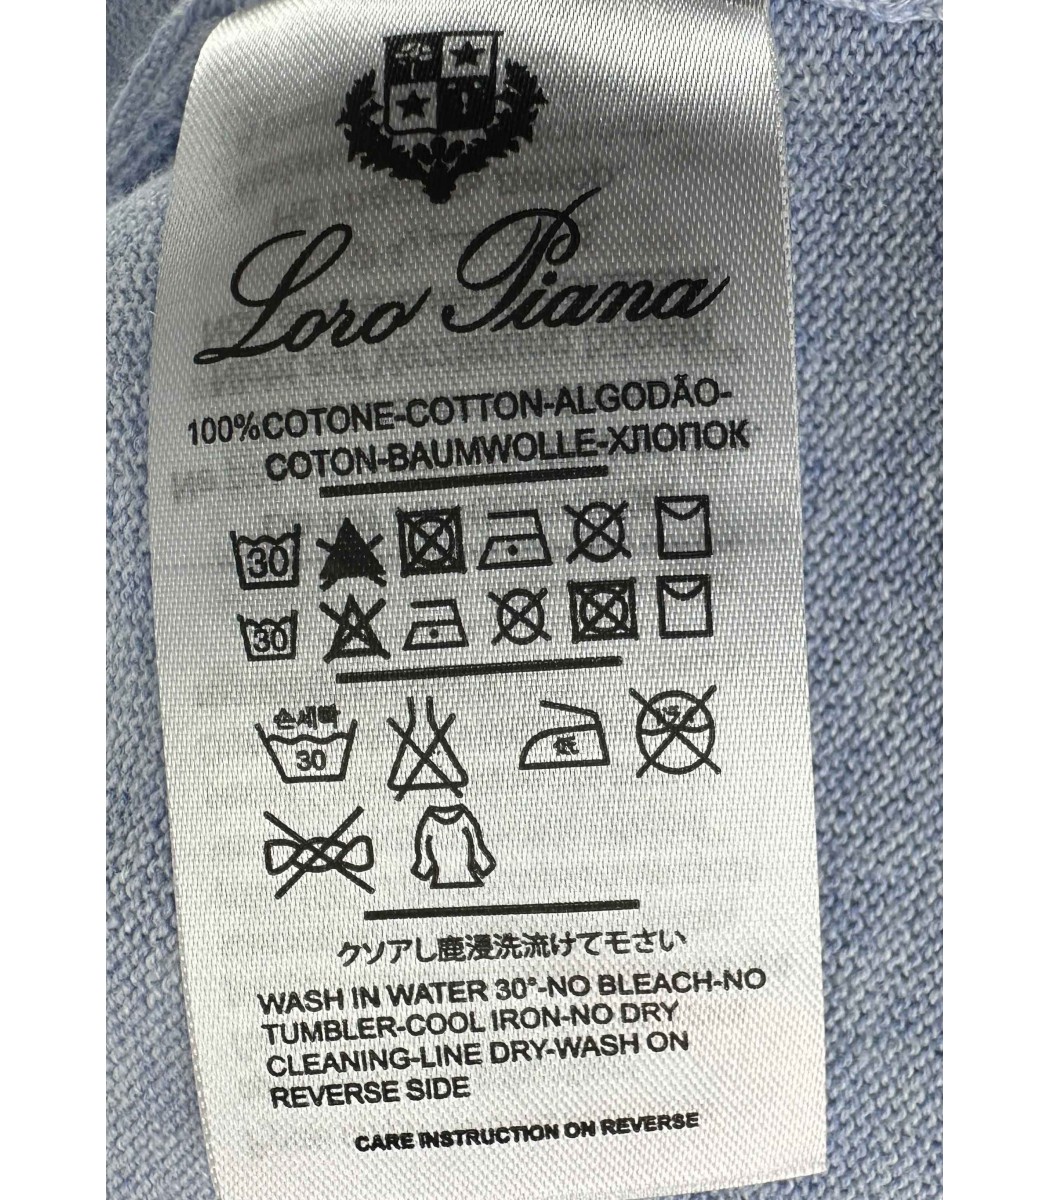 Loro Piana
100%COTONE-COTTON-ALGODÃO-
COTON-BAUMWOLLE-ХЛОПОК
30
30
손세탁
30
クソアし鹿浸洗流けてモさい
WASH IN WATER 30°-NO BLEACH-NO
TUMBLER-COOL IRON-NO DRY
CLEANING-LINE DRY-WASH ON
REVERSE SIDE
CARE INSTRUCTION ON REVERSE